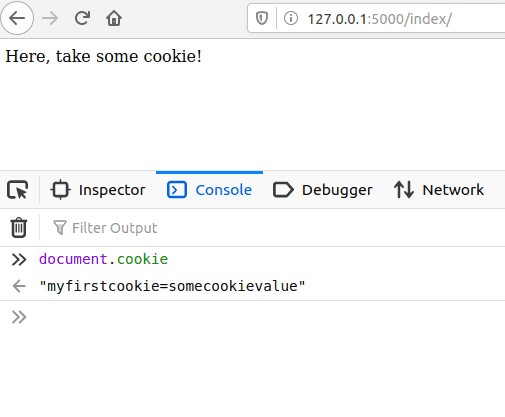 127.0.0.1:5000/index/
Here, take some cookie!
Inspector Console Debugger Network
Filter Output
document.cookie
"myfirstcookie=somecookievalue"